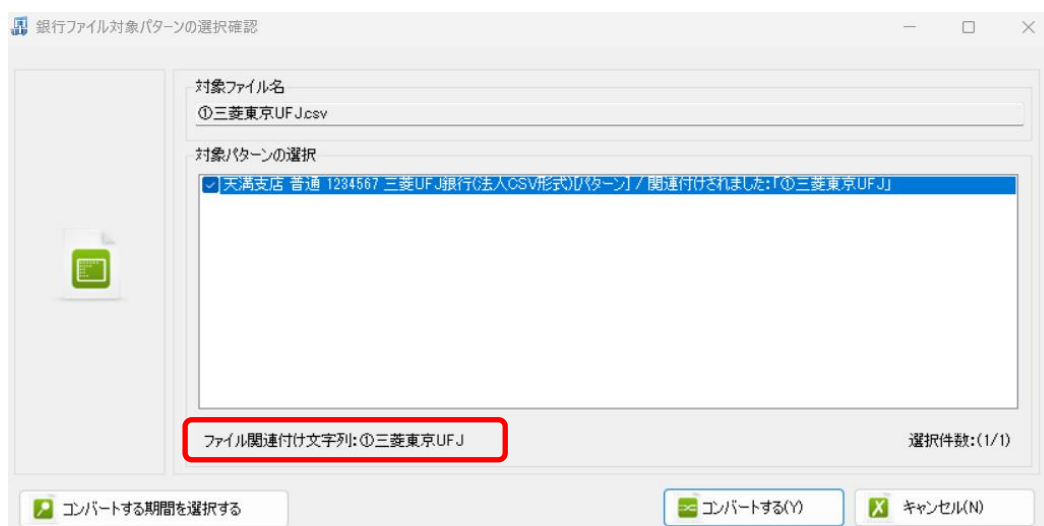 銀行ファイル対象パターンの選択確認
対象ファイル名
①三菱東京UFJ.csv
対象パターンの選択
天満支店 普通 1234567 三菱UFJ銀行(法人CSV形式)[パターン] / 関連付けされました:「①三菱東京UFJ」
ファイル関連付け文字列:①三菱東京UFJ
選択件数:(1/1)
コンバートする期間を選択する
コンバートする(Y)
キャンセル(N)